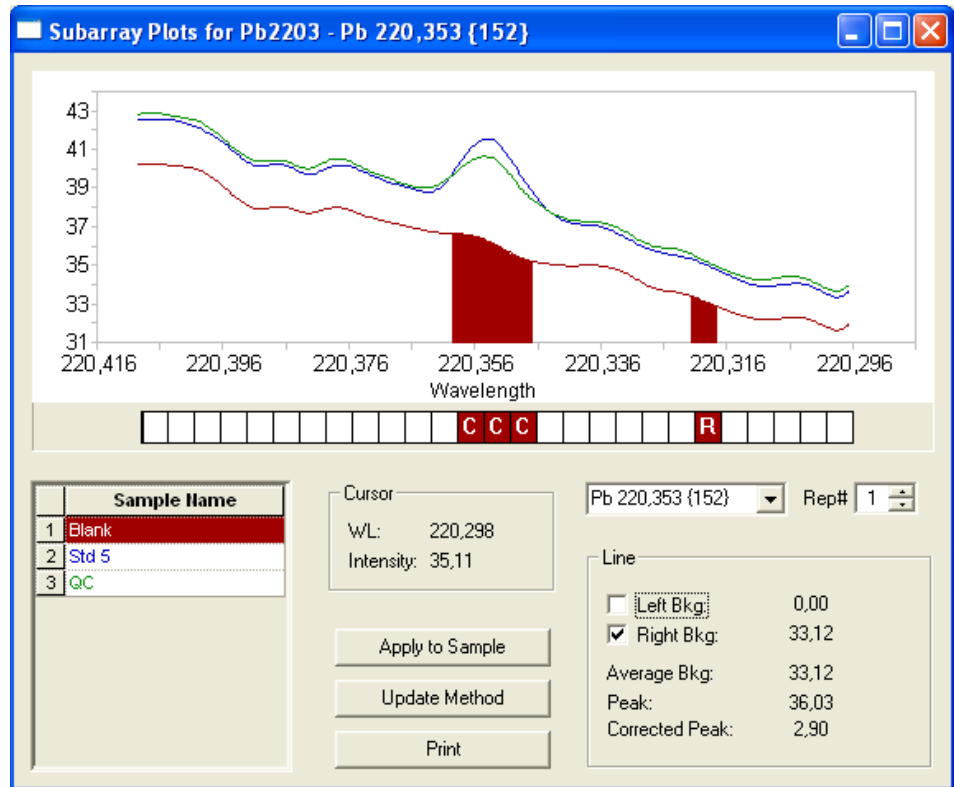 Subarray Plots for Pb2203 - Pb 220,353 {152}
43
41
39
37
35
33
31
220,416 220,396 220,376 220,356 220,336 220,316 220,296
Wavelength
C C C R
Sample Name
1 Blank
2 Std 5
3 QC
Cursor
WL: 220,298
Intensity: 35,11
Apply to Sample
Update Method
Print
Pb 220,353 {152} Rep# 1
Line
Left Bkg: 0,00
Right Bkg: 33,12
Average Bkg: 33,12
Peak: 36,03
Corrected Peak: 2,90